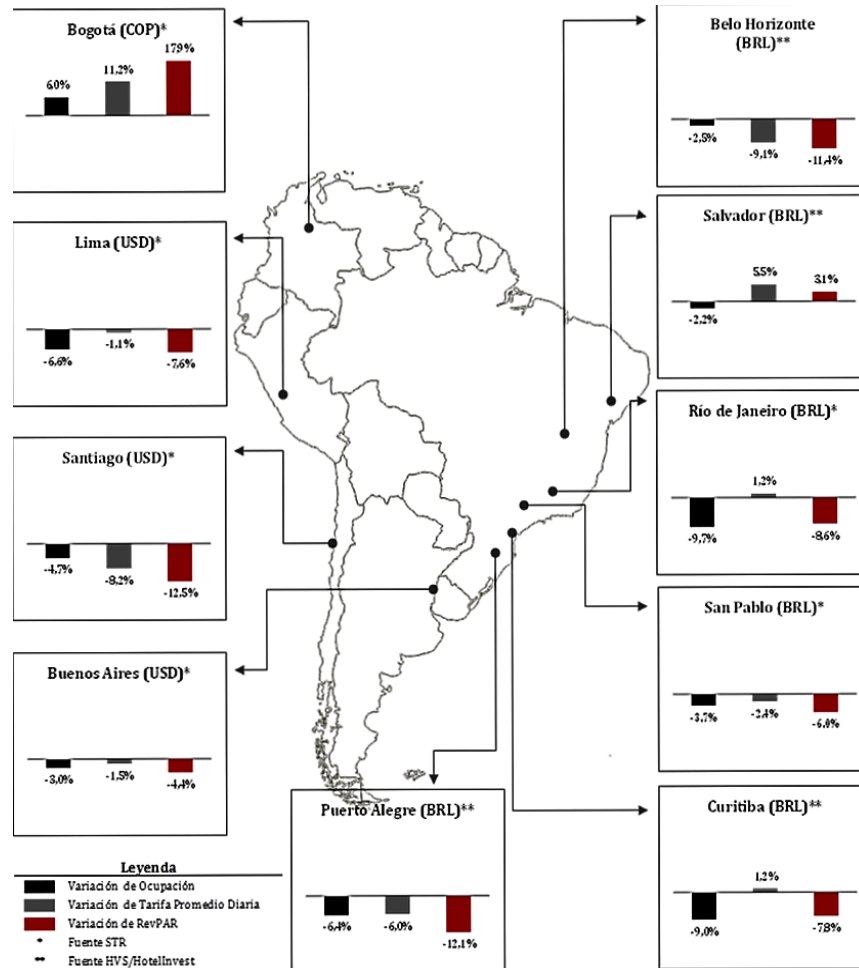 Bogotá (COP)*
6,0%
11,2%
17,9%
Lima (USD)*
-6,6%
-1,1%
-7,6%
Santiago (USD)*
-4,7%
-8,2%
-12,5%
Buenos Aires (USD)*
-3,0%
-1,5%
-4,4%
Leyenda
Variación de Ocupación
Variación de Tarifa Promedio Diaria
Variación de RevPAR
* Fuente STR
** Fuente HVS/HotelInvest
Puerto Alegre (BRL)**
-6,4%
-6,0%
-12,1%
Belo Horizonte
(BRL)**
-2,5%
-9,1%
-11,4%
Salvador (BRL)**
-2,2%
5,5%
3,1%
Río de Janeiro (BRL)*
-9,7%
1,2%
-8,6%
San Pablo (BRL)*
-3,7%
-2,4%
-6,0%
Curitiba (BRL)**
-9,0%
1,2%
-7,8%